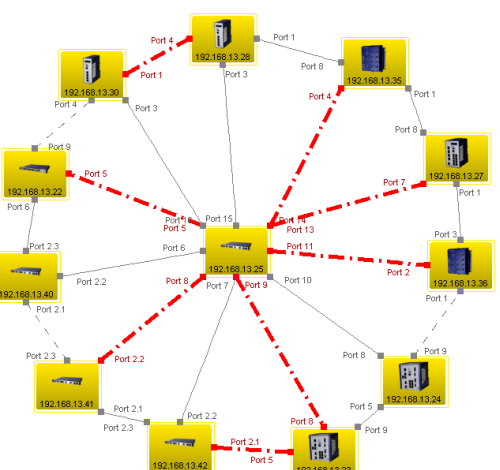 Port 4
Port 1
192.168.13.28
Port 8
Port 1
Port 3
192.168.13.35
192.168.13.30
Port 4
Port 1
Port 4
Port 3
Port 8
Port 9
192.168.13.27
Port 5
Port 7
192.168.13.22
Port 1
Port 6
Port 15
Port 5
Port 13
Port 3
Port 2.3
Port 6
Port 11
192.168.13.25
Port 2
192.168.13.40
Port 2.2
Port 8
Port 7
Port 9
Port 10
192.168.13.36
Port 2.1
Port 1
Port 2.3
Port 2.2
Port 8
Port 9
192.168.13.41
192.168.13.24
Port 2.1
Port 2.3
Port 2.2
Port 8
Port 5
Port 9
Port 2.1
Port 5
192.168.13.42
192.168.13.23